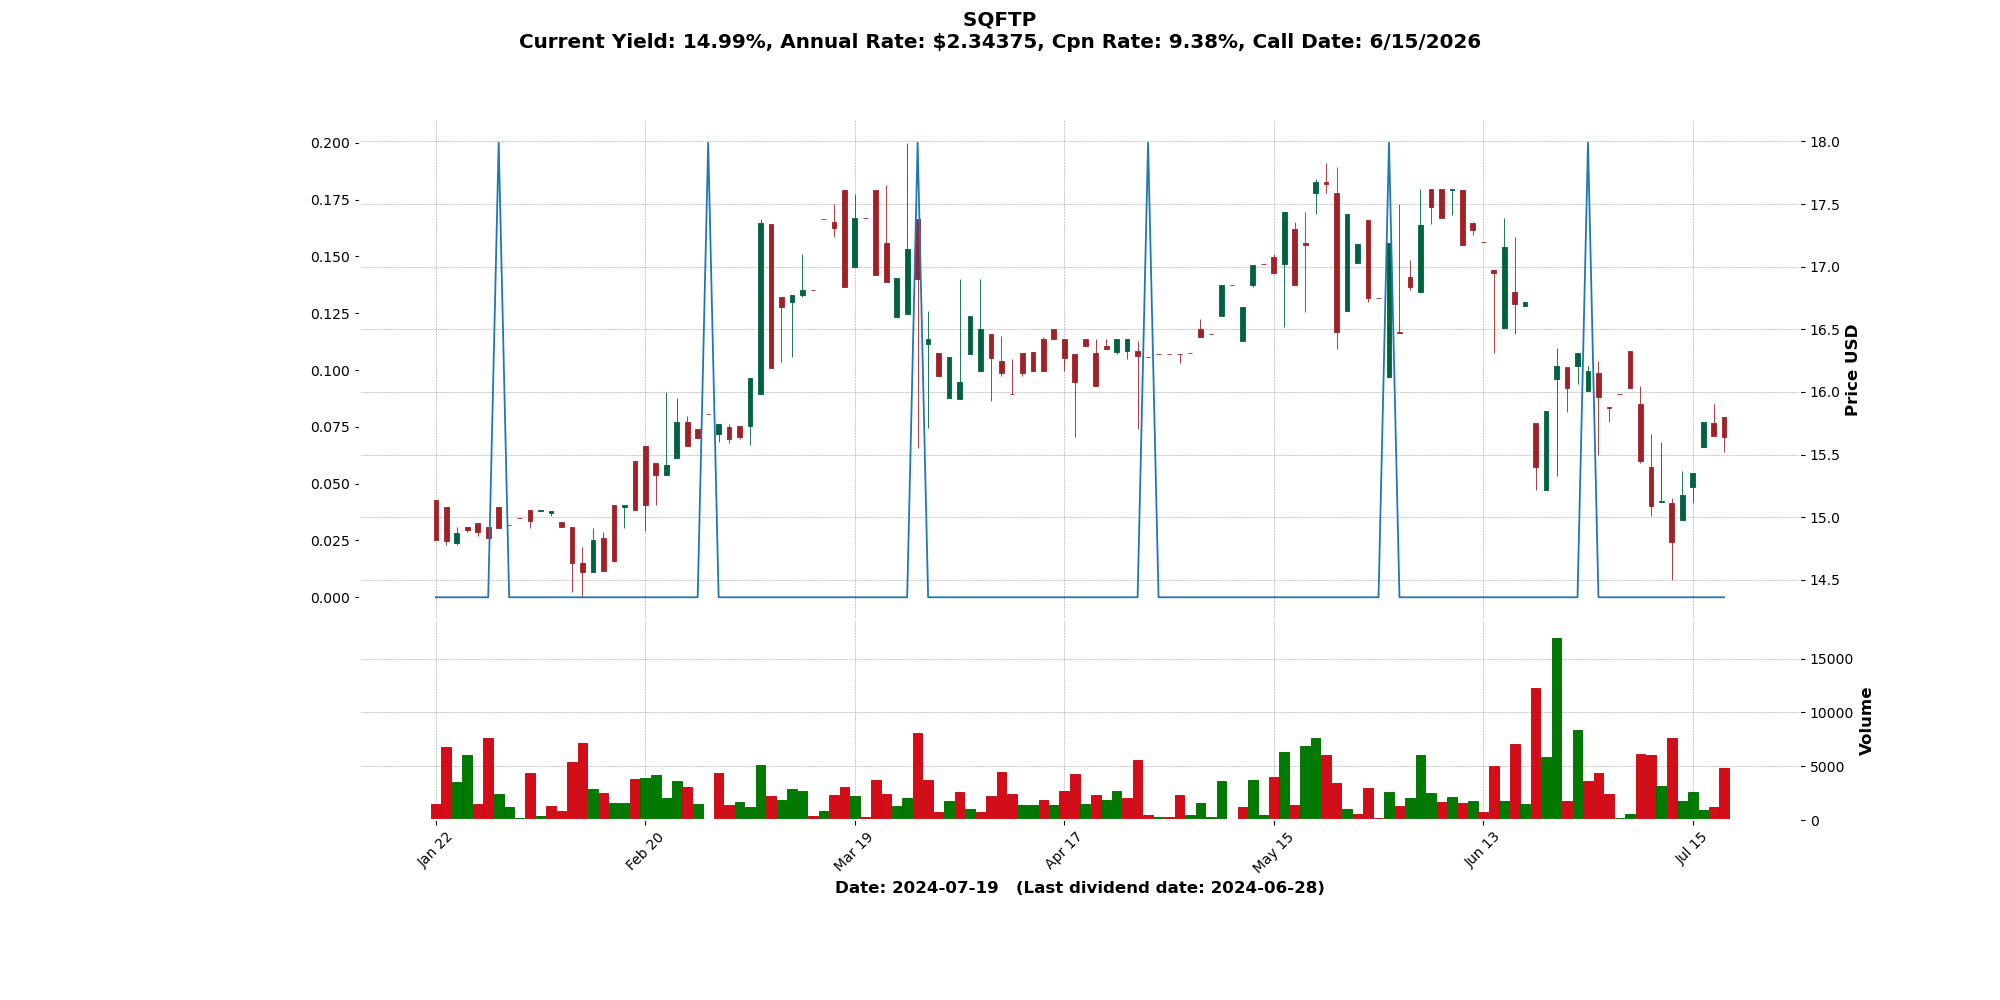 SQFTP
Current Yield: 14.99%, Annual Rate: $2.34375, Cpn Rate: 9.38%, Call Date: 6/15/2026
0.200
0.175
0.150
0.125
0.100
0.075
0.050
0.025
0.000
18.0
17.5
17.0
16.5
16.0
15.5
15.0
14.5
Price USD
15000
10000
5000
0
Volume
Jan 22
Feb 20
Mar 19
Apr 17
May 15
Jun 13
Jul 15
Date: 2024-07-19   (Last dividend date: 2024-06-28)